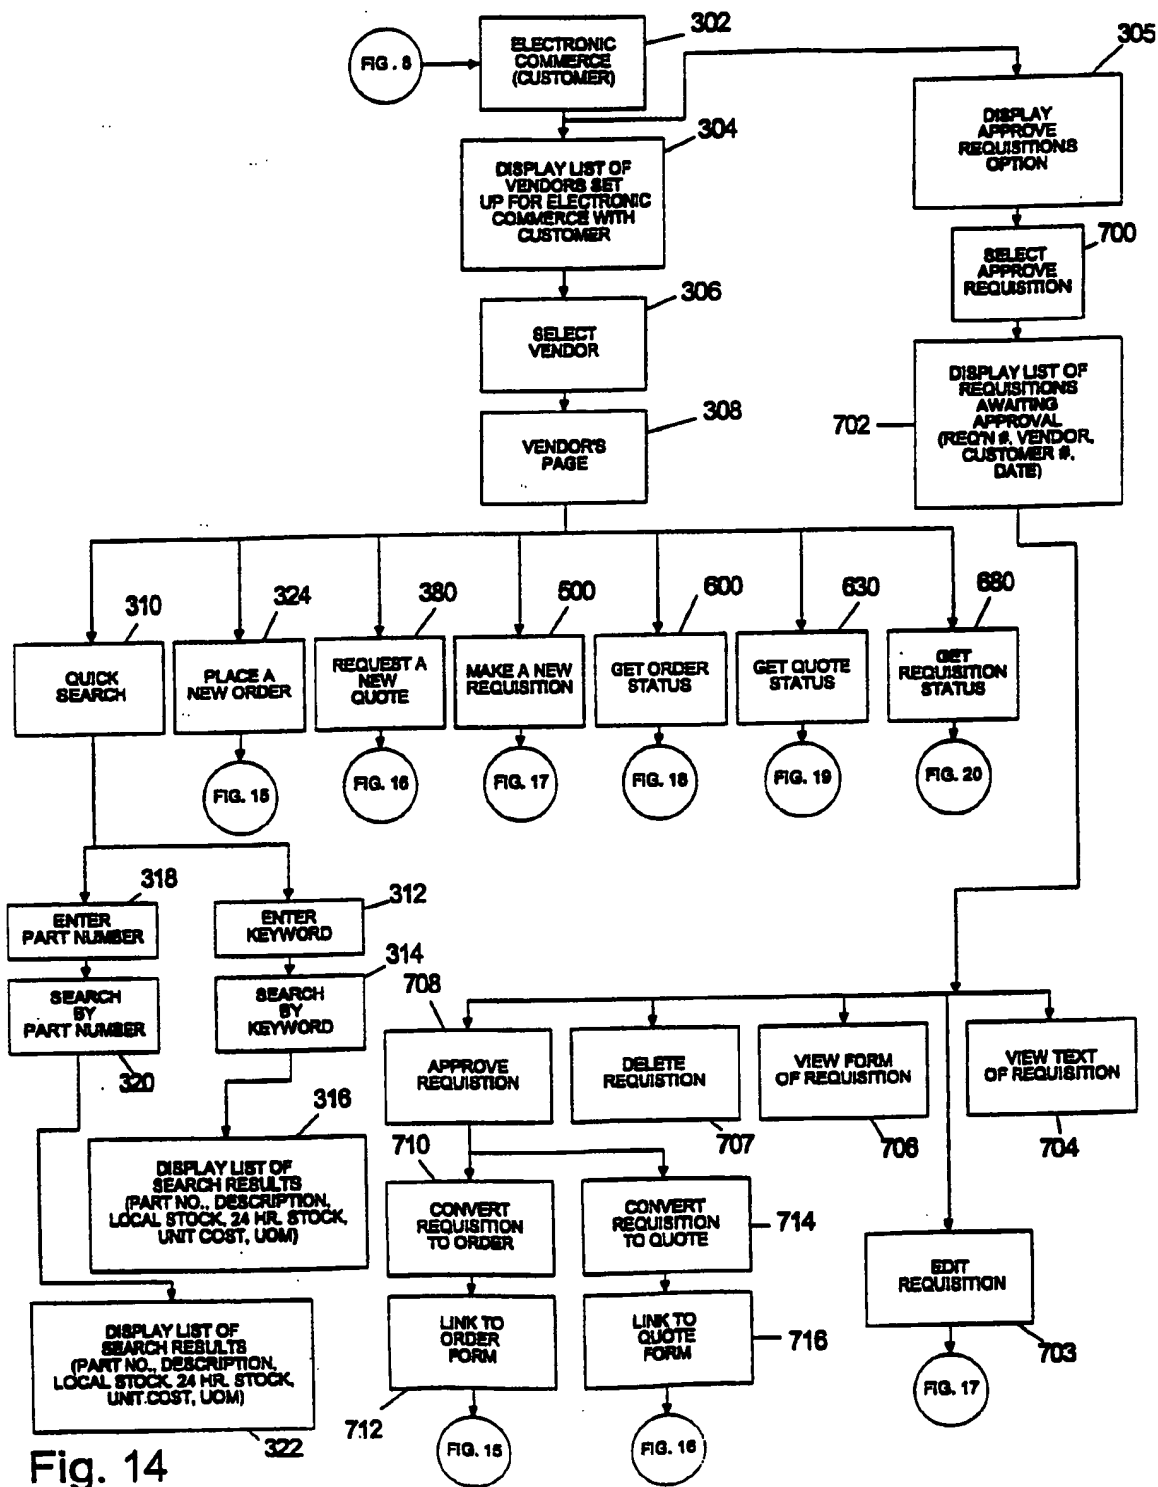 302
305
FIG. 8
ELECTRONIC
COMMERCE
(CUSTOMER)
304
DISPLAY
APPROVE
REQUISITIONS
OPTION
DISPLAY LIST OF
VENDORS SET
UP FOR ELECTRONIC
COMMERCE WITH
CUSTOMER
700
SELECT
APPROVE
REQUISITION
306
SELECT
VENDOR
308
VENDOR'S
PAGE
702
DISPLAY LIST OF
REQUISITIONS
AWAITING
APPROVAL
(REQ'N #, VENDOR,
CUSTOMER #,
DATE)
310
324
380
500
600
630
680
QUICK
SEARCH
PLACE A
NEW ORDER
REQUEST A
NEW
QUOTE
MAKE A NEW
REQUISITION
GET ORDER
STATUS
GET QUOTE
STATUS
GET
REQUISITION
STATUS
FIG. 15
FIG. 16
FIG. 17
FIG. 18
FIG. 19
FIG. 20
318
312
ENTER
PART NUMBER
ENTER
KEYWORD
314
SEARCH
BY
PART NUMBER
SEARCH
BY
KEYWORD
320
708
APPROVE
REQUISTION
DELETE
REQUISTION
VIEW FORM
OF REQUISITION
VIEW TEXT
OF REQUISITION
707
706
704
316
DISPLAY LIST OF
SEARCH RESULTS
(PART NO., DESCRIPTION,
LOCAL STOCK, 24 HR. STOCK,
UNIT COST, UOM)
710
CONVERT
REQUISITION
TO ORDER
CONVERT
REQUISITION
TO QUOTE
714
EDIT
REQUISITION
703
DISPLAY LIST OF
SEARCH RESULTS
(PART NO., DESCRIPTION,
LOCAL STOCK, 24 HR. STOCK,
UNIT COST, UOM)
322
LINK TO
ORDER
FORM
712
LINK TO
QUOTE
FORM
716
FIG. 17
FIG. 15
FIG. 16
Fig. 14